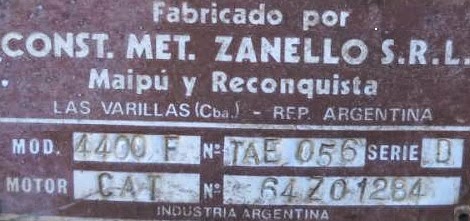 Fabricado por
CONST. MET. ZANELLO S.R.L.
Maipú y Reconquista
LAS VARILLAS (Cba.) - REP. ARGENTINA
MOD. 4400 F Nº TAE 056 SERIE D
MOTOR CAT Nº 64Z01284
INDUSTRIA ARGENTINA